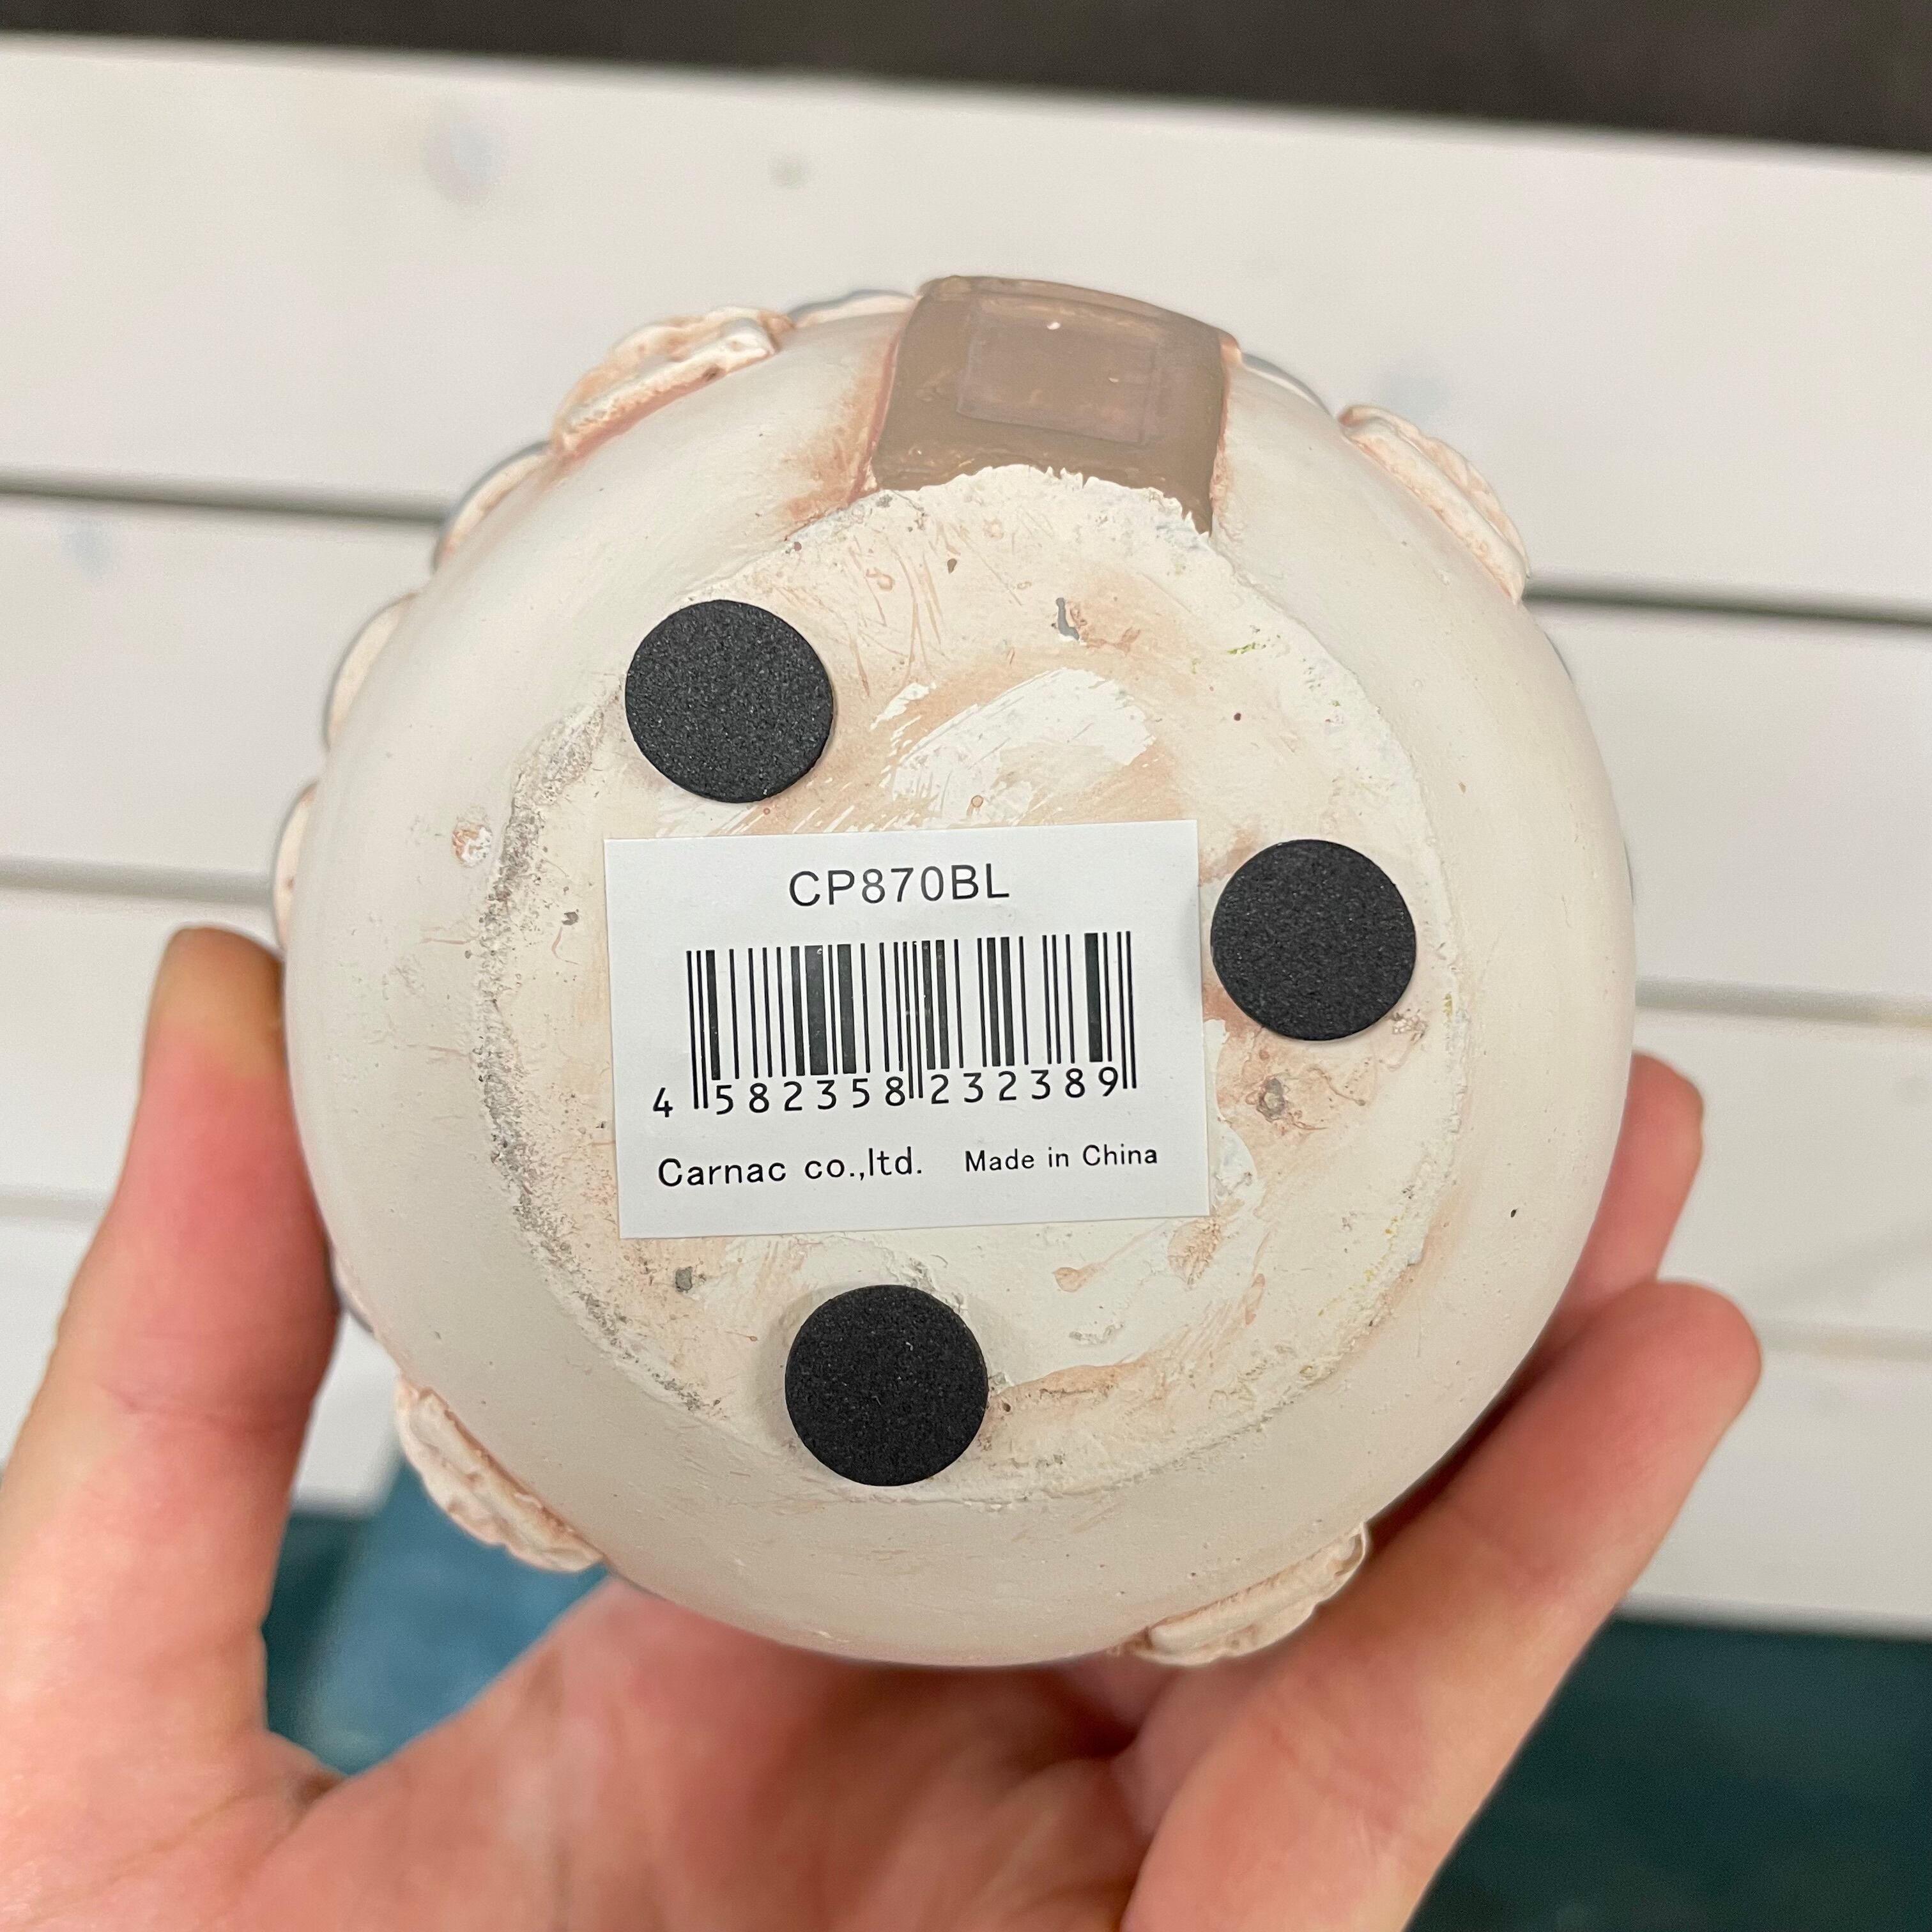 CP870BL
4 582358 232389
Carnac co.,ltd. Made in China